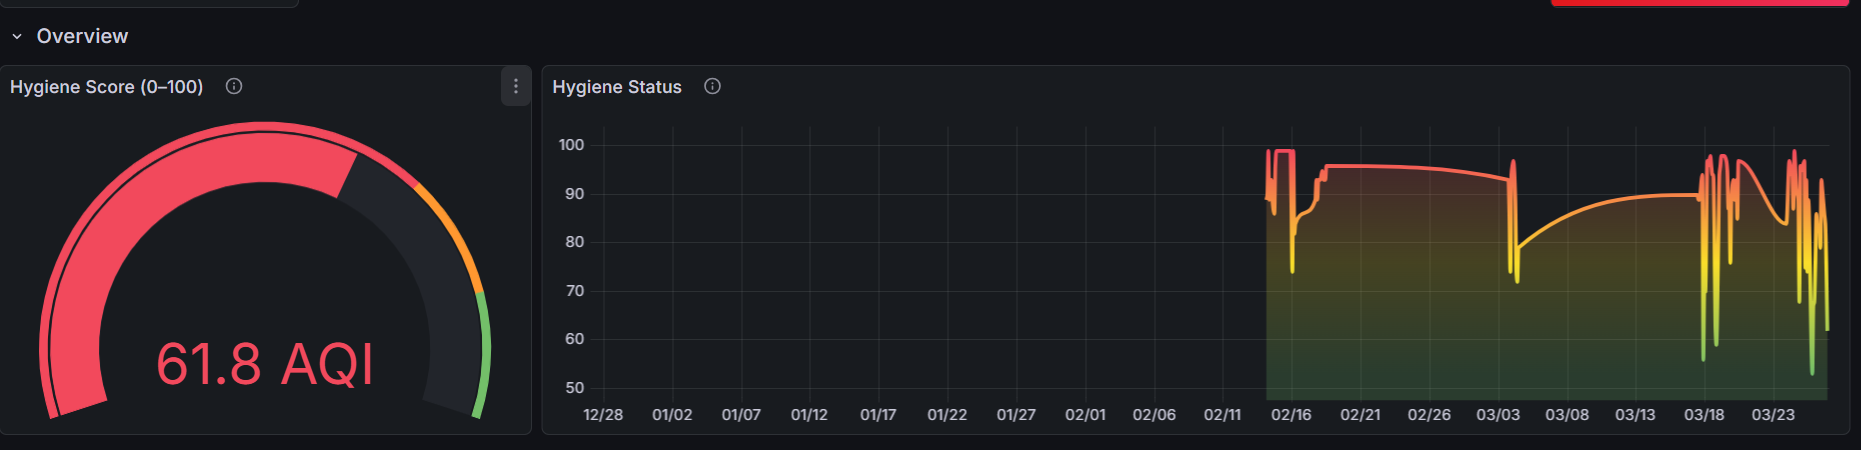 Overview
Hygiene Score (0–100)
61.8 AQI
Hygiene Status
100
90
80
70
60
50
12/28 01/02 01/07 01/12 01/17 01/22 01/27 02/01 02/06 02/11 02/16 02/21 02/26 03/03 03/08 03/13 03/18 03/23